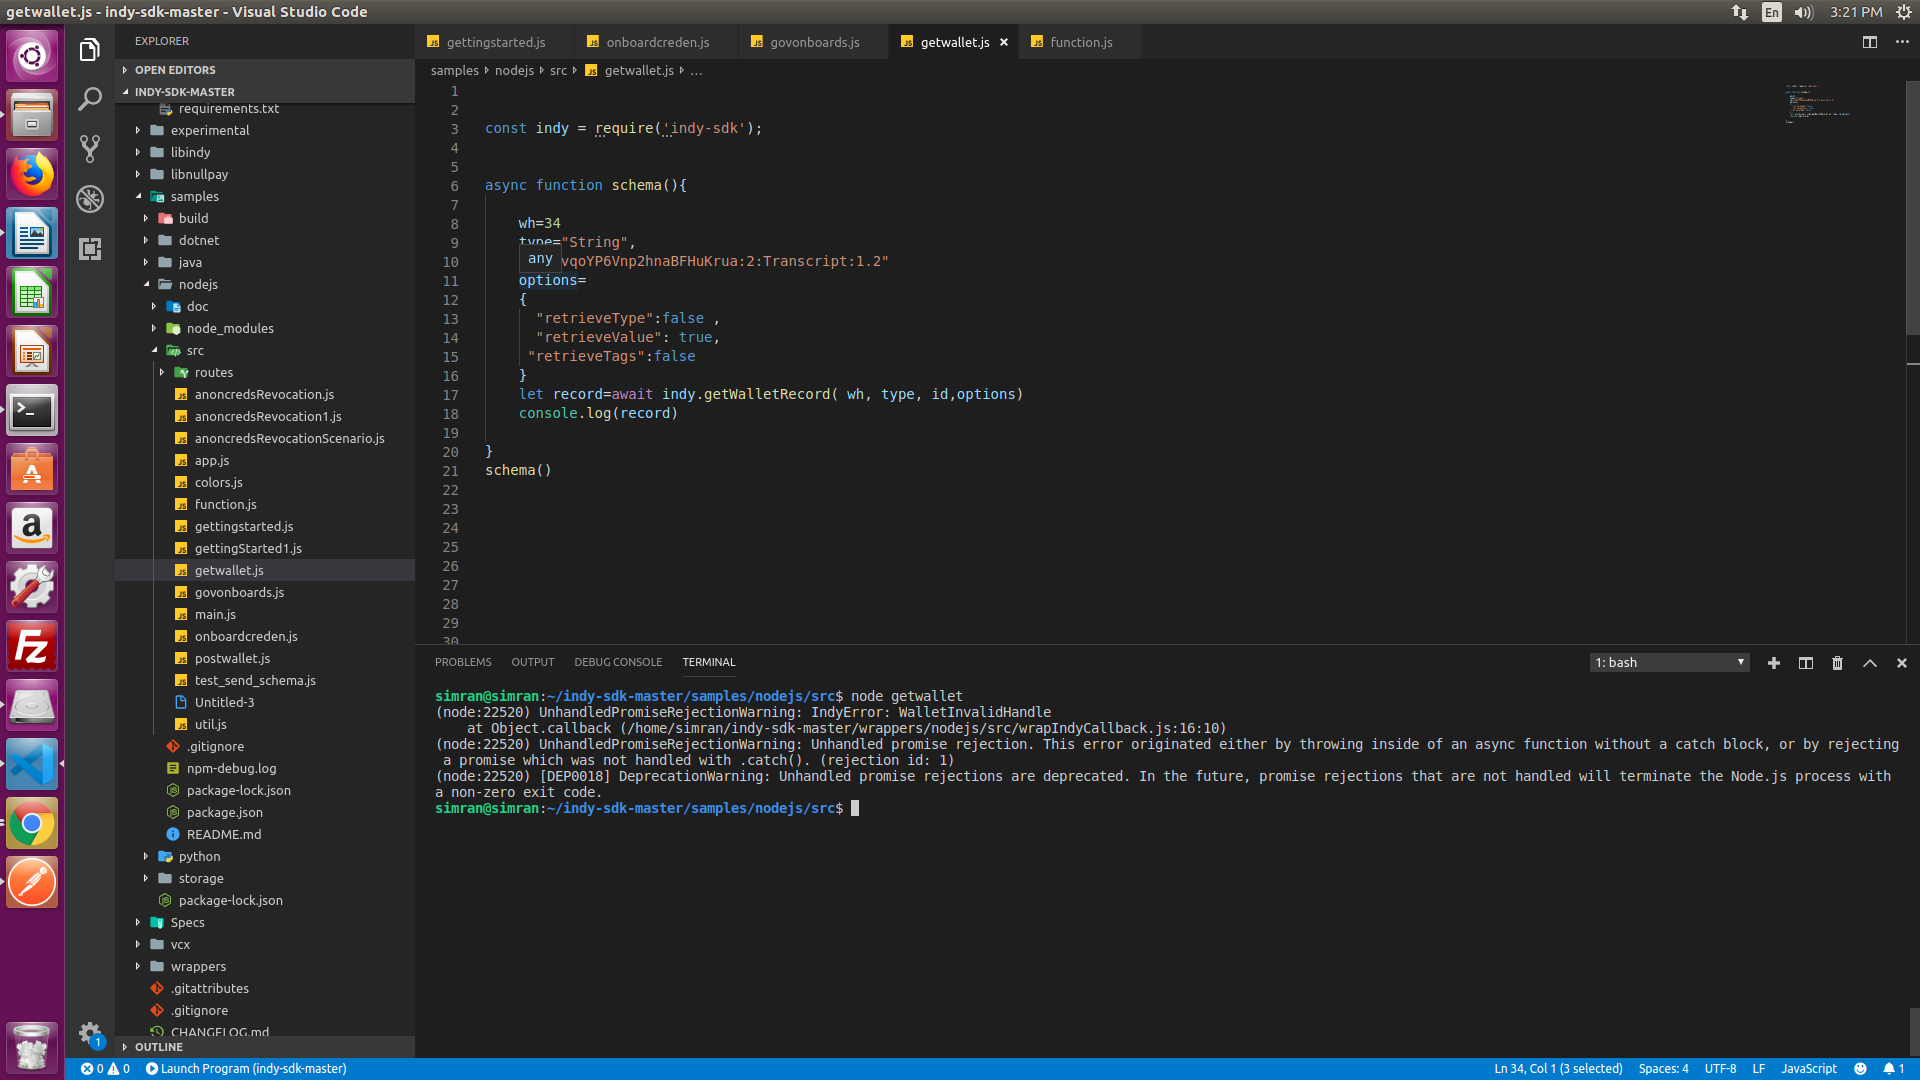 getwallet.js - indy-sdk-master - Visual Studio Code
En
3:21 PM
EXPLORER
OPEN EDITORS
INDY-SDK-MASTER
requirements.txt
experimental
libindy
libnullpay
samples
build
dotnet
java
nodejs
doc
node_modules
src
routes
anoncredsRevocation.js
anoncredsRevocation1.js
anoncredsRevocationScenario.js
app.js
colors.js
function.js
gettingstarted.js
gettingStarted1.js
getwallet.js
govonboards.js
main.js
onboardcreden.js
postwallet.js
test_send_schema.js
Untitled-3
util.js
.gitignore
npm-debug.log
package-lock.json
package.json
README.md
python
storage
package-lock.json
Specs
vcx
wrappers
.gitattributes
.gitignore
CHANGELOG.md
OUTLINE
gettingstarted.js
onboardcreden.js
govonboards.js
getwallet.js
function.js
samples
nodejs
src
getwallet.js
...
1
2
3 const indy = require('indy-sdk');
4
5
6 async function schema(){
7
8 wh=34
9 type="String",
10 vqoYP6Vnp2hnaBFHuKrua:2:Transcript:1.2"
any
11 options=
12 {
13 "retrieveType":false ,
14 "retrieveValue": true,
15 "retrieveTags":false
16 }
17 let record=await indy.getWalletRecord( wh, type, id,options)
18 console.log(record)
19
20 }
21 schema()
22
23
24
25
26
27
28
29
30
PROBLEMS
OUTPUT
DEBUG CONSOLE
TERMINAL
1: bash
simran@simran:~/indy-sdk-master/samples/nodejs/src$ node getwallet
(node:22520) UnhandledPromiseRejectionWarning: IndyError: WalletInvalidHandle
at Object.callback (/home/simran/indy-sdk-master/wrappers/nodejs/src/wrapIndyCallback.js:16:10)
(node:22520) UnhandledPromiseRejectionWarning: Unhandled promise rejection. This error originated either by throwing inside of an async function without a catch block, or by rejecting
a promise which was not handled with .catch(). (rejection id: 1)
(node:22520) [DEP0018] DeprecationWarning: Unhandled promise rejections are deprecated. In the future, promise rejections that are not handled will terminate the Node.js process with
a non-zero exit code.
simran@simran:~/indy-sdk-master/samples/nodejs/src$
1
0
0
Launch Program (indy-sdk-master)
Ln 34, Col 1 (3 selected)
Spaces: 4
UTF-8
LF
JavaScript
1